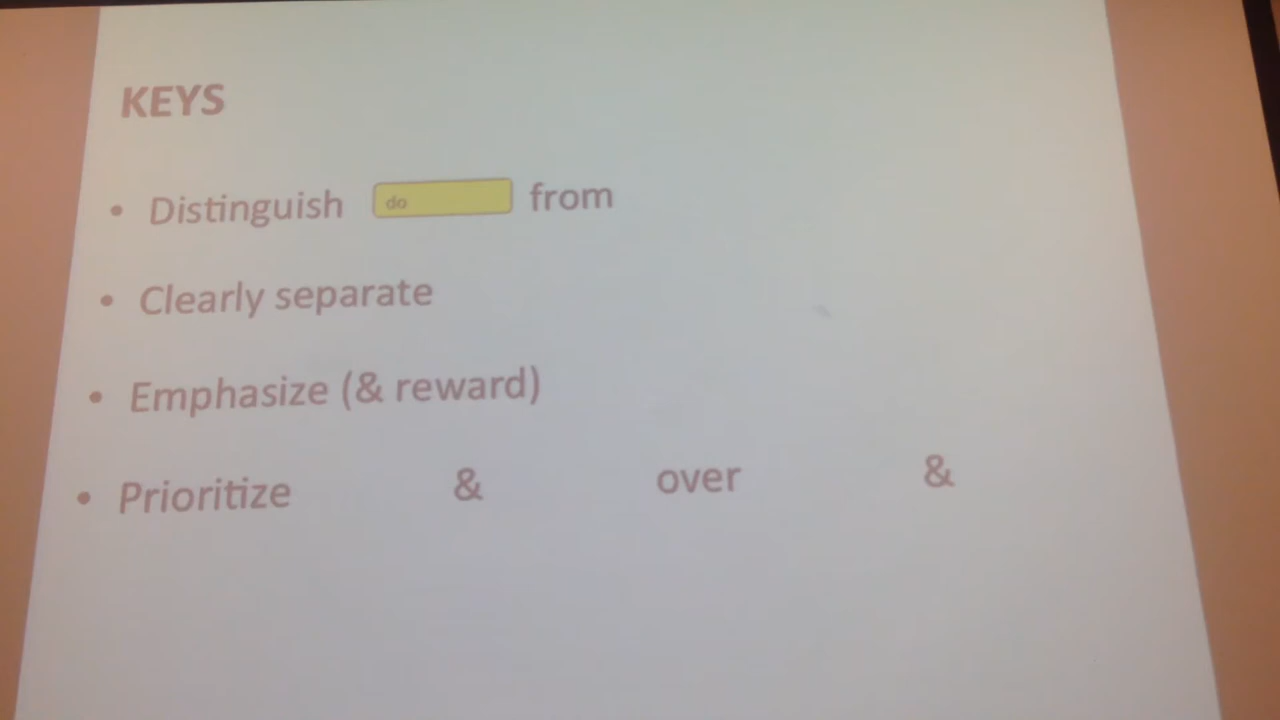 KEYS
• Distinguish do from
• Clearly separate
• Emphasize (& reward)
• Prioritize & over &